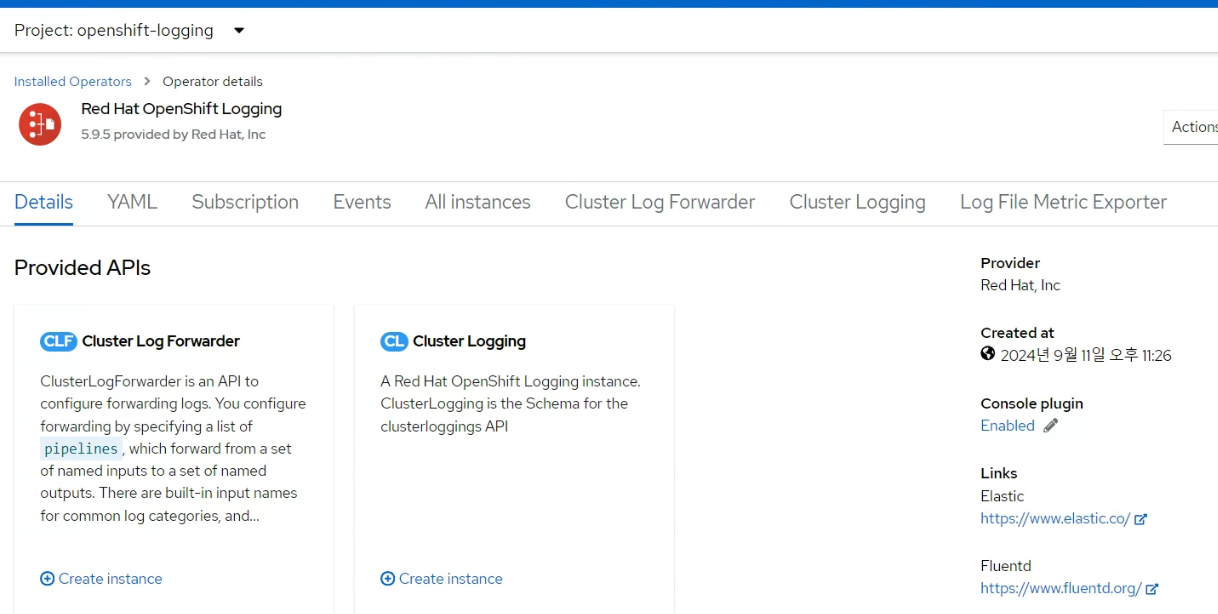 Project: openshift-logging
Installed Operators > Operator details
Red Hat OpenShift Logging
5.9.5 provided by Red Hat, Inc
Actions
Details YAML Subscription Events All instances Cluster Log Forwarder Cluster Logging Log File Metric Exporter
Provided APIs
CLF Cluster Log Forwarder
ClusterLogForwarder is an API to
configure forwarding logs. You configure
forwarding by specifying a list of
pipelines, which forward from a set
of named inputs to a set of named
outputs. There are built-in input names
for common log categories, and...
Create instance
CL Cluster Logging
A Red Hat OpenShift Logging instance.
ClusterLogging is the Schema for the
clusterloggings API
Create instance
Provider
Red Hat, Inc
Created at
2024년 9월 11일 오후 11:26
Console plugin
Enabled
Links
Elastic
https://www.elastic.co/
Fluentd
https://www.fluentd.org/